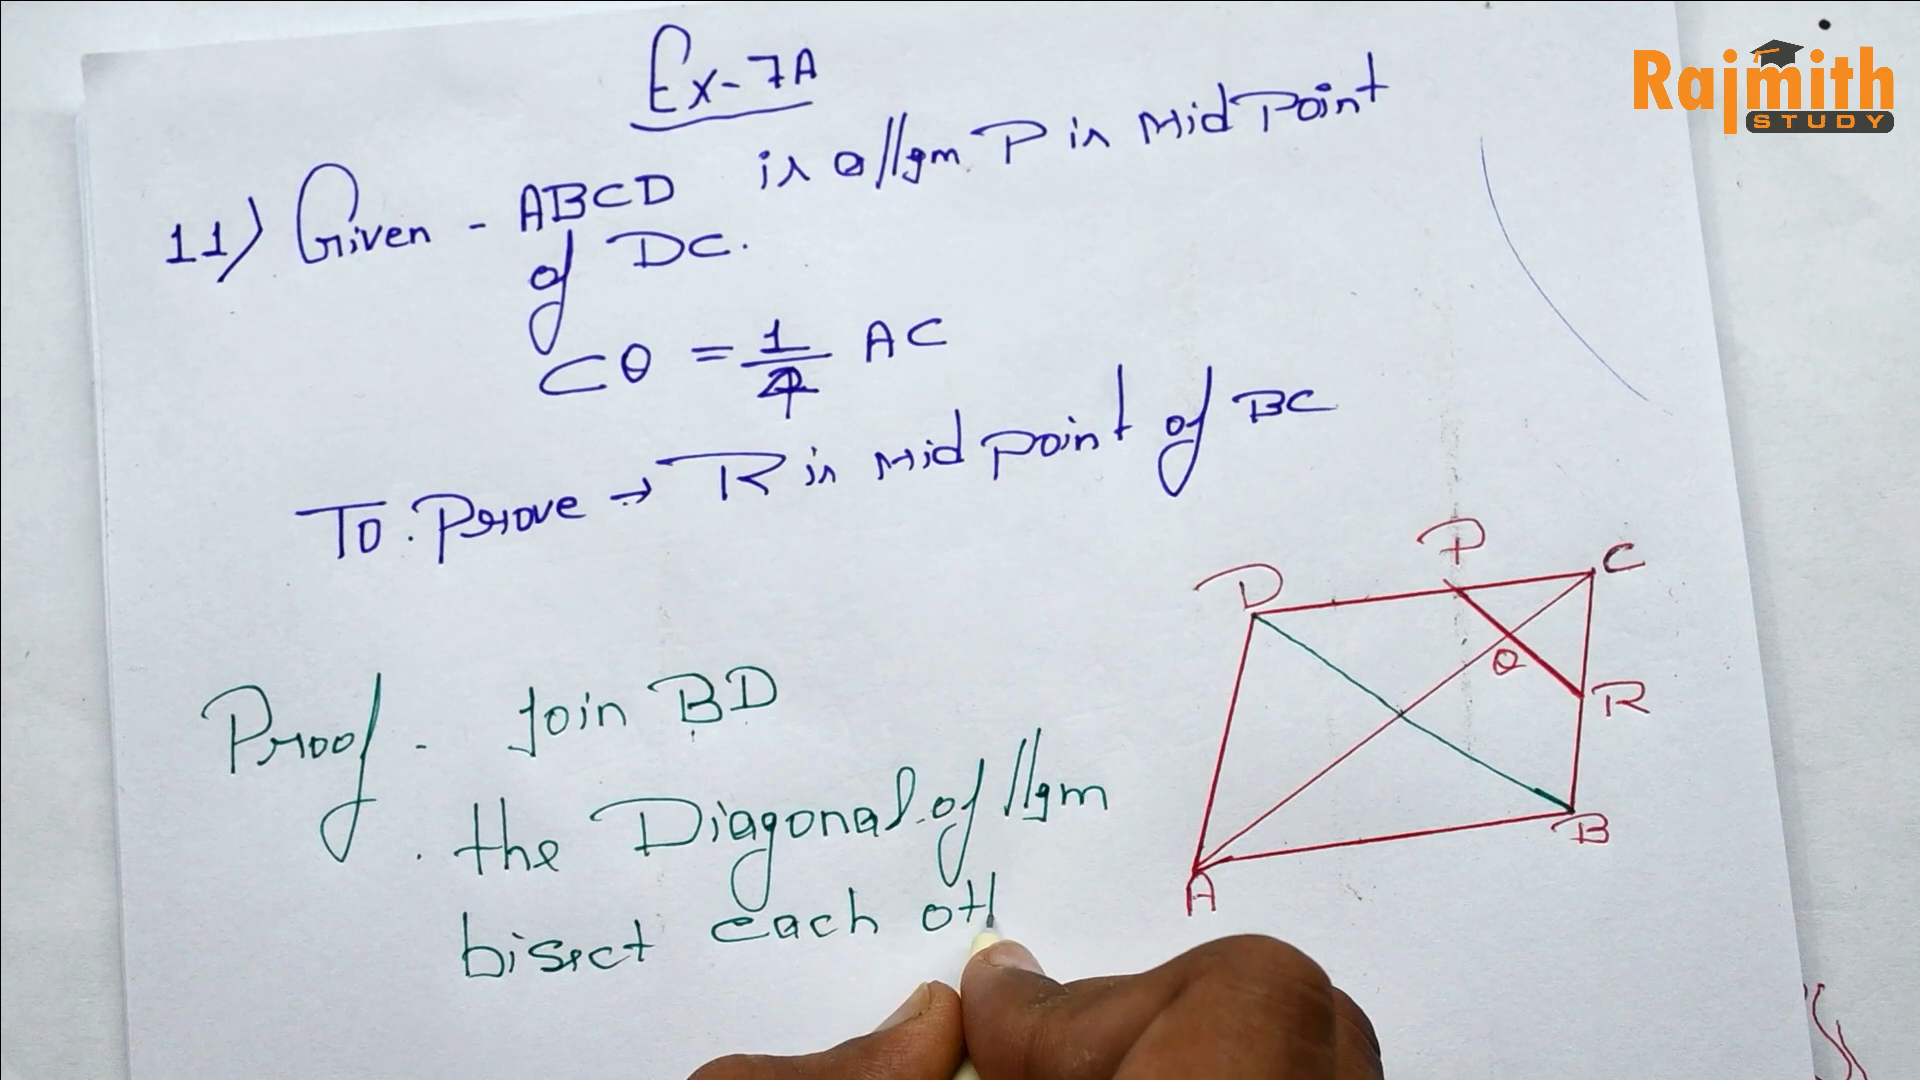 Ex-7A
Rajmith
STUDY
11) Given - ABCD is a //gm P is Mid Point
of DC.
CQ = 1/4 AC
To. Prove → R is Mid point of BC
P
D
C
Q
R
B
A
Proof - Join BD
. the Diagonal of //gm
bisect each oth